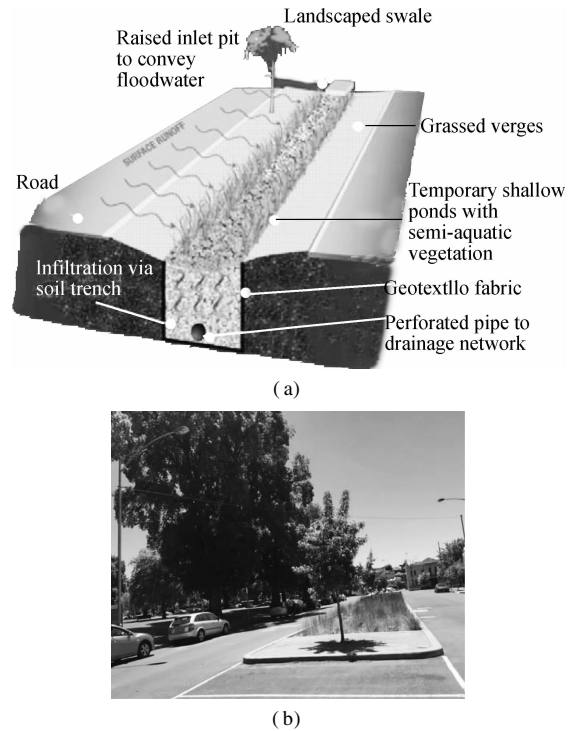 Landscaped swale
Raised inlet pit
to convey
floodwater
SURFACE RUNOFF
Grassed verges
Road
Temporary shallow
ponds with
semi-aquatic
vegetation
Infiltration via
soil trench
Geotextllo fabric
Perforated pipe to
drainage network
(a)
(b)